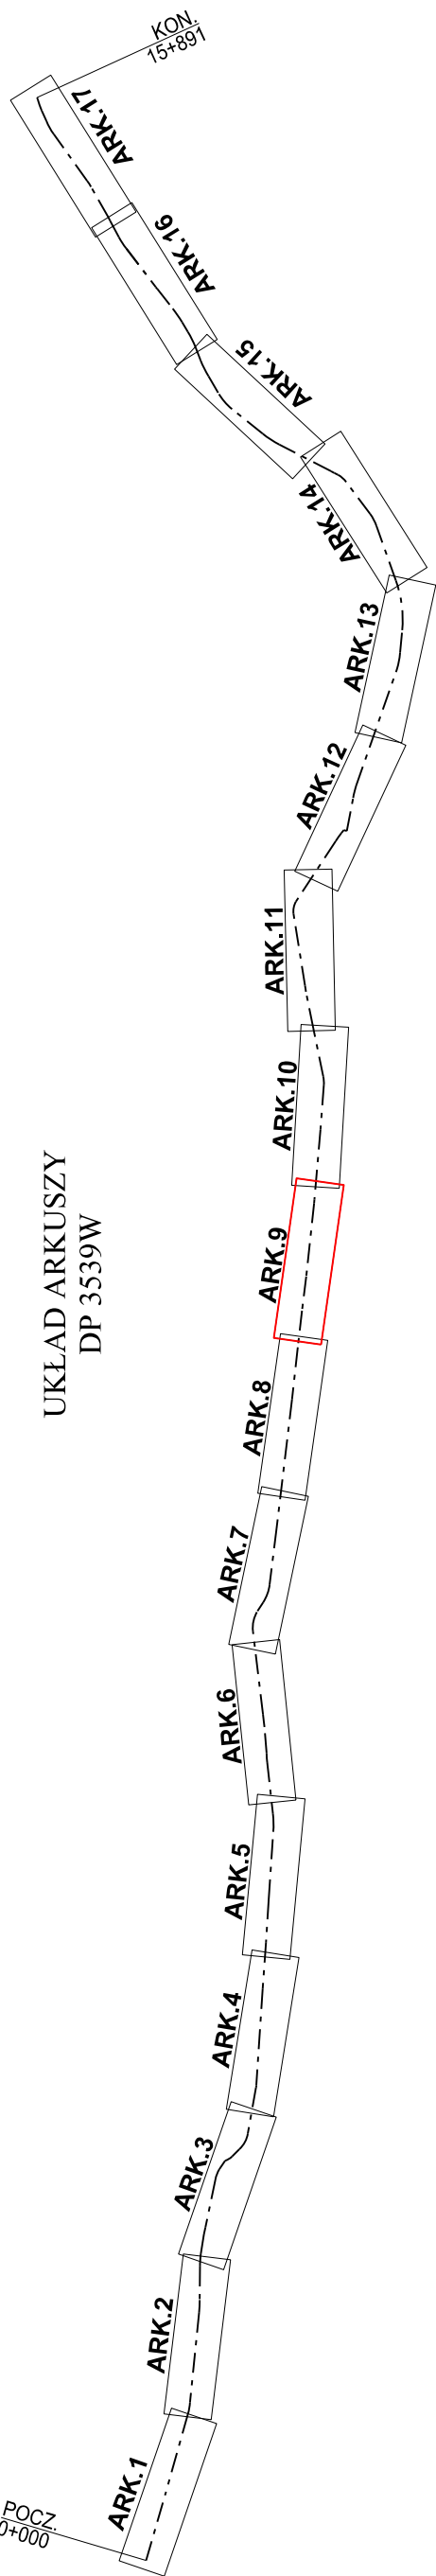 KON.
15+891
ARK.17
ARK.16
ARK.15
ARK.14
ARK.13
ARK.12
ARK.11
ARK.10
ARK.9
ARK.8
ARK.7
ARK.6
ARK.5
ARK.4
ARK.3
ARK.2
ARK.1
UKŁAD ARKUSZY
DP 3539W
POCZ.
0+000